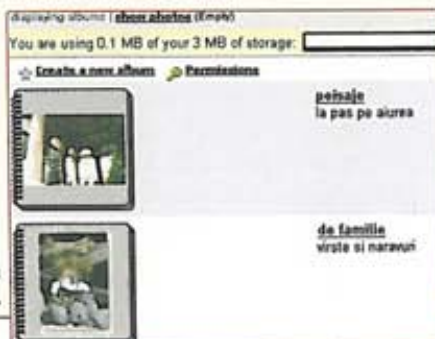 displaying albums | show photos (Empty)
You are using 0.1 MB of your 3 MB of storage:
Create a new album Permissions
peisaje
la pas pe aiurea
de familie
virste si naravuri